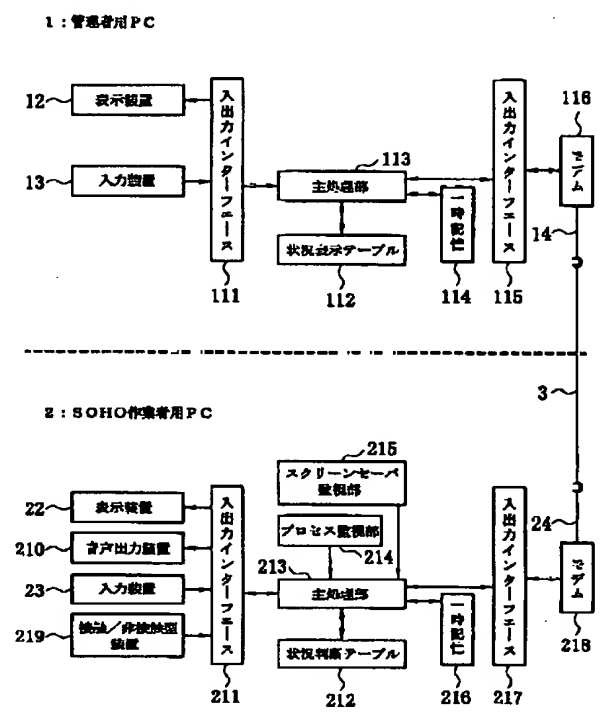 1：管理者用PC
12
表示装置
13
入力装置
入出力インターフェース
111
113
主処理部
状況表示テーブル
112
一時記憶
114
入出力インターフェース
115
116
モデム
14
3
2：SOHO作業者用PC
22
表示装置
210
音声出力装置
23
入力装置
219
接触／非接触型
装置
入出力インターフェース
211
215
スクリーンセーバ
監視部
プロセス監視部
214
213
主処理部
状況判断テーブル
212
一時記憶
216
入出力インターフェース
217
24
モデム
218